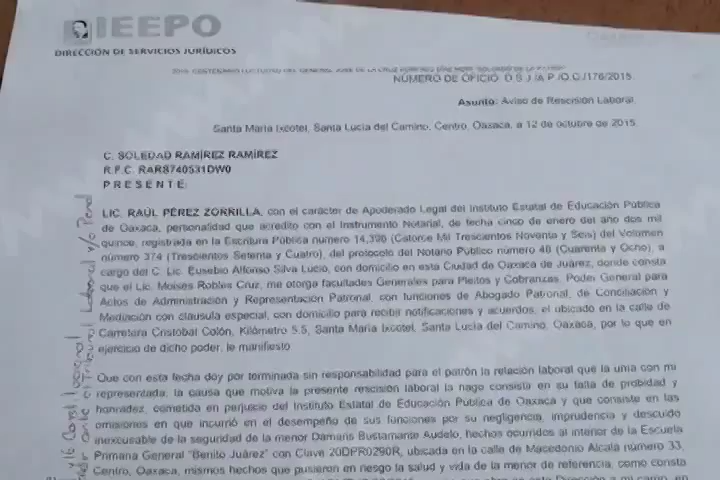 IEEPO
DIRECCIÓN DE SERVICIOS JURÍDICOS
NÚMERO DE OFICIO: D.S.J./A.P./O.C./176/2015.
Asunto: Aviso de Rescisión Laboral.
Santa María Ixcotel, Santa Lucía del Camino, Centro, Oaxaca, a 12 de octubre de 2015.
C. SOLEDAD RAMÍREZ RAMÍREZ
R.F.C. RARS740531DW0
P R E S E N T E.
LIC. RAÚL PÉREZ ZORRILLA, con el carácter de Apoderado Legal del Instituto Estatal de Educación Pública
de Oaxaca, personalidad que acredito con el Instrumento Notarial, de fecha cinco de enero del año dos mil
quince, registrada en la Escritura Pública número 14,396 (Catorce Mil Trescientos Noventa y Seis) del Volumen
número 374 (Trescientos Setenta y Cuatro), del protocolo del Notario Público número 48 (Cuarenta y Ocho), a
cargo del C. Lic. Eusebio Alfonso Silva Lucio, con domicilio en esta Ciudad de Oaxaca de Juárez, donde consta
que el Lic. Moisés Robles Cruz, me otorga facultades Generales para Pleitos y Cobranzas, Poder General para
Actos de Administración y Representación Patronal, con funciones de Abogado Patronal, de Conciliación y
Mediación con cláusula especial, con domicilio para recibir notificaciones y acuerdos, el ubicado en la calle de
Carretera Cristóbal Colón, Kilómetro 5.5, Santa María Ixcotel, Santa Lucía del Camino, Oaxaca, por lo que en
ejercicio de dicho poder, le manifiesto:
Que con esta fecha doy por terminada sin responsabilidad para el patrón la relación laboral que la unía con mi
representada, la causa que motiva la presente rescisión laboral la hago consistir en su falta de probidad y
honradez, cometida en perjuicio del Instituto Estatal de Educación Pública de Oaxaca y que consiste en las
omisiones en que incurrió en el desempeño de sus funciones por su negligencia, imprudencia y descuido
inexcusable de la seguridad de la menor Damaris Bustamante Audelo, hechos ocurridos al interior de la Escuela
Primaria General "Benito Juárez" con Clave 20DPR0290R, ubicada en la calle de Macedonio Alcalá número 33,
Centro, Oaxaca, mismos hechos que pusieron en riesgo la salud y vida de la menor de referencia, como consta
y 16 Constitucional
ante el Tribunal Laboral y/o Penal